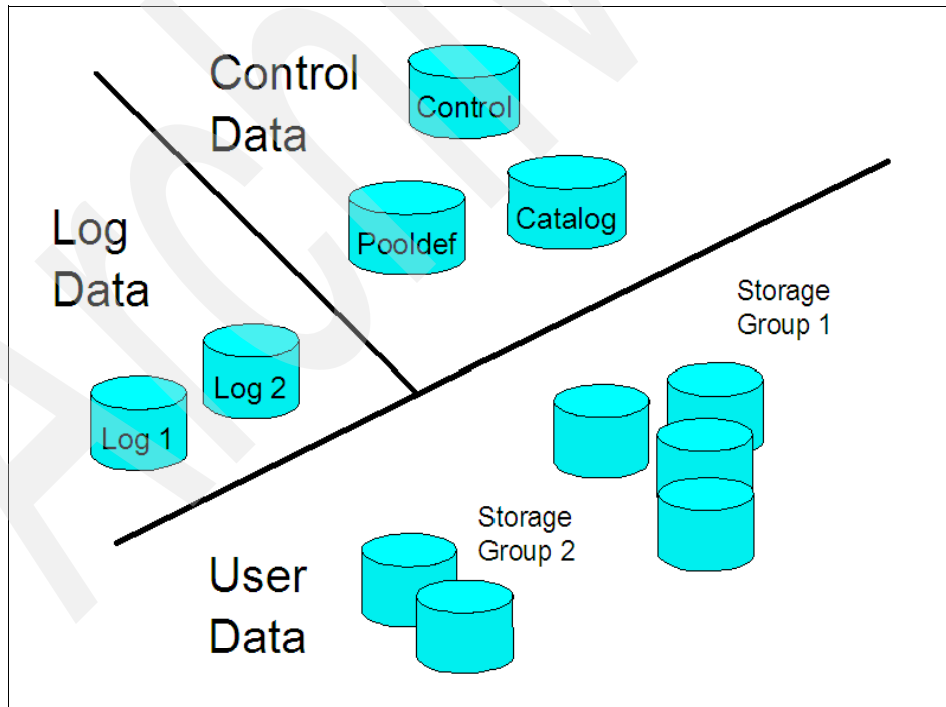 Control
Data
Control
Pooldef
Catalog
Log
Data
Log 1
Log 2
Storage
Group 1
Storage
Group 2
User
Data